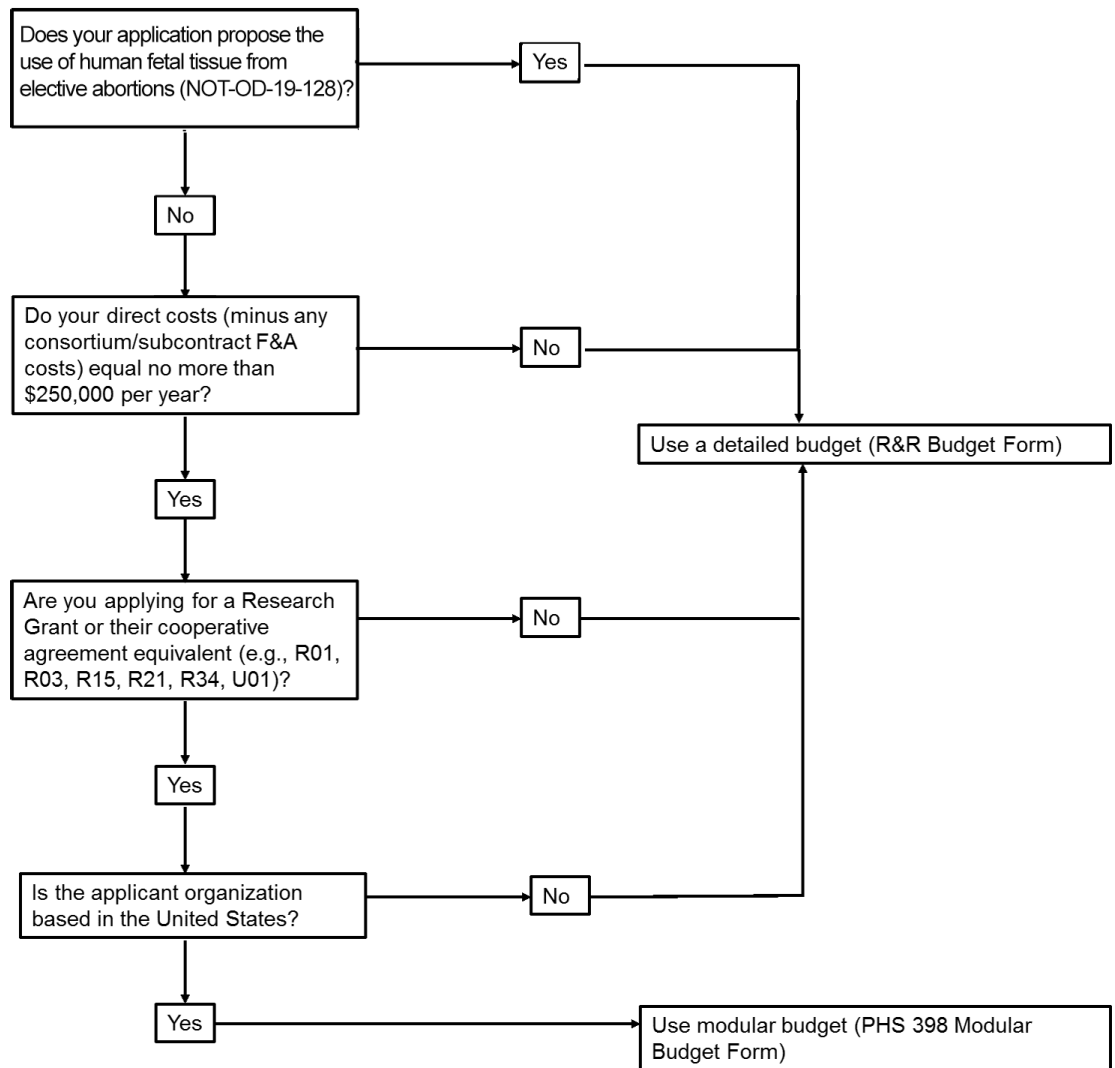 Does your application propose the
use of human fetal tissue from
elective abortions (NOT-OD-19-128)?
Yes
No
Do your direct costs (minus any
consortium/subcontract F&A
costs) equal no more than
$250,000 per year?
No
Use a detailed budget (R&R Budget Form)
Yes
Are you applying for a Research
Grant or their cooperative
agreement equivalent (e.g., R01,
R03, R15, R21, R34, U01)?
No
Yes
Is the applicant organization
based in the United States?
No
Yes
Use modular budget (PHS 398 Modular
Budget Form)